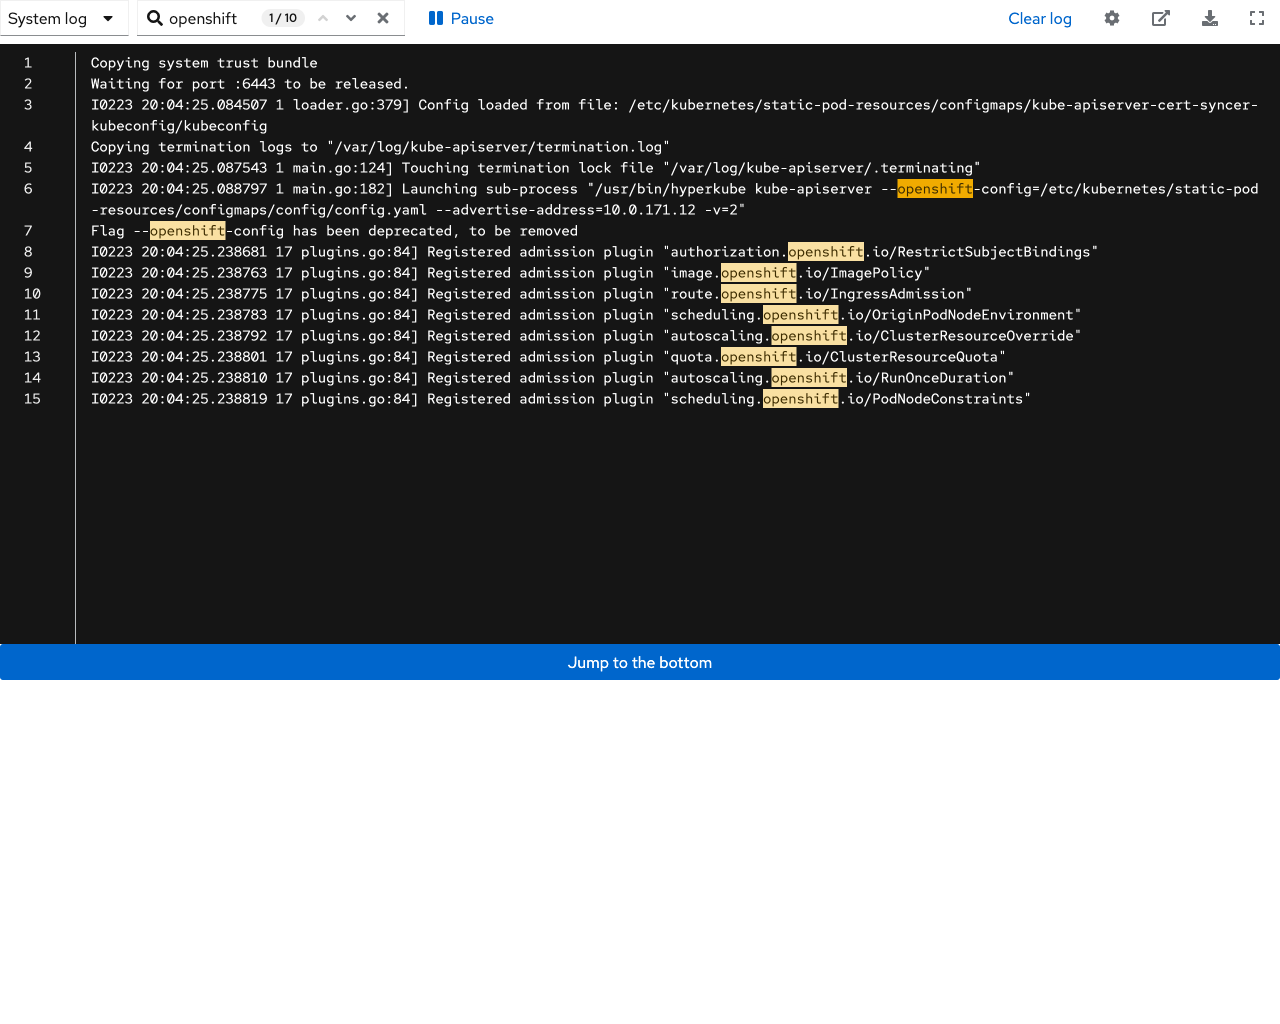 System log openshift 1 / 10 Pause Clear log
1 Copying system trust bundle
2 Waiting for port :6443 to be released.
3 I0223 20:04:25.084507 1 loader.go:379] Config loaded from file: /etc/kubernetes/static-pod-resources/configmaps/kube-apiserver-cert-syncer-
kubeconfig/kubeconfig
4 Copying termination logs to "/var/log/kube-apiserver/termination.log"
5 I0223 20:04:25.087543 1 main.go:124] Touching termination lock file "/var/log/kube-apiserver/.terminating"
6 I0223 20:04:25.088797 1 main.go:182] Launching sub-process "/usr/bin/hyperkube kube-apiserver --openshift-config=/etc/kubernetes/static-pod
-resources/configmaps/config/config.yaml --advertise-address=10.0.171.12 -v=2"
7 Flag --openshift-config has been deprecated, to be removed
8 I0223 20:04:25.238681 17 plugins.go:84] Registered admission plugin "authorization.openshift.io/RestrictSubjectBindings"
9 I0223 20:04:25.238763 17 plugins.go:84] Registered admission plugin "image.openshift.io/ImagePolicy"
10 I0223 20:04:25.238775 17 plugins.go:84] Registered admission plugin "route.openshift.io/IngressAdmission"
11 I0223 20:04:25.238783 17 plugins.go:84] Registered admission plugin "scheduling.openshift.io/OriginPodNodeEnvironment"
12 I0223 20:04:25.238792 17 plugins.go:84] Registered admission plugin "autoscaling.openshift.io/ClusterResourceOverride"
13 I0223 20:04:25.238801 17 plugins.go:84] Registered admission plugin "quota.openshift.io/ClusterResourceQuota"
14 I0223 20:04:25.238810 17 plugins.go:84] Registered admission plugin "autoscaling.openshift.io/RunOnceDuration"
15 I0223 20:04:25.238819 17 plugins.go:84] Registered admission plugin "scheduling.openshift.io/PodNodeConstraints"
Jump to the bottom